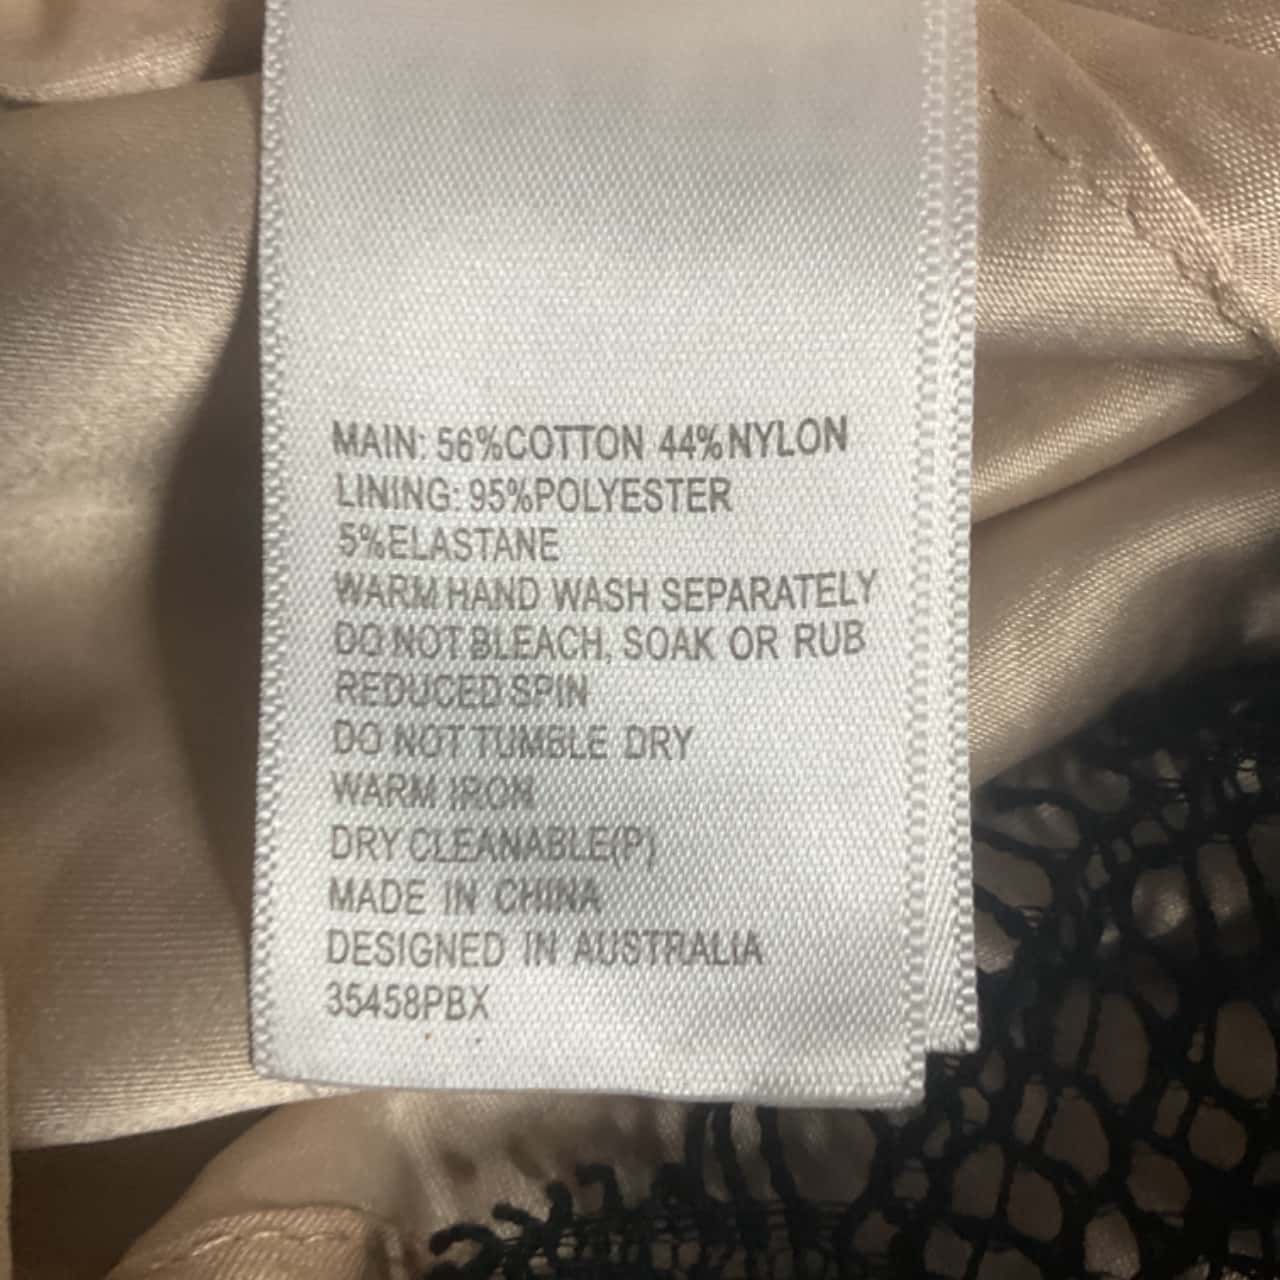 MAIN: 56%COTTON 44%NYLON
LINING: 95%POLYESTER
5%ELASTANE
WARM HAND WASH SEPARATELY
DO NOT BLEACH, SOAK OR RUB
REDUCED SPIN
DO NOT TUMBLE DRY
WARM IRON
DRY CLEANABLE(P)
MADE IN CHINA
DESIGNED IN AUSTRALIA
35458PBX